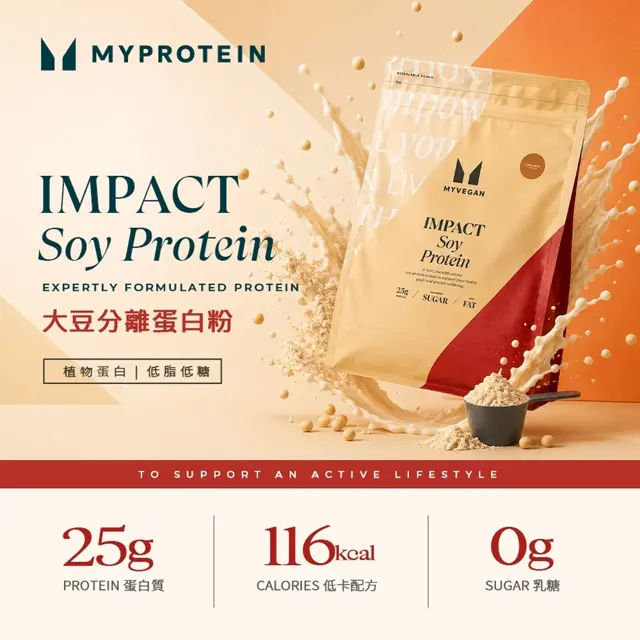 MYPROTEIN
IMPACT
Soy Protein
EXPERTLY FORMULATED PROTEIN
大豆分離蛋白粉
植物蛋白 | 低脂低糖
RESEALABLE POUCH
MYVEGAN
IMPACT
Soy
Protein
25g
SUGAR
FAT
TO SUPPORT AN ACTIVE LIFESTYLE
25g
PROTEIN 蛋白質
116kcal
CALORIES 低卡配方
0g
SUGAR 乳糖